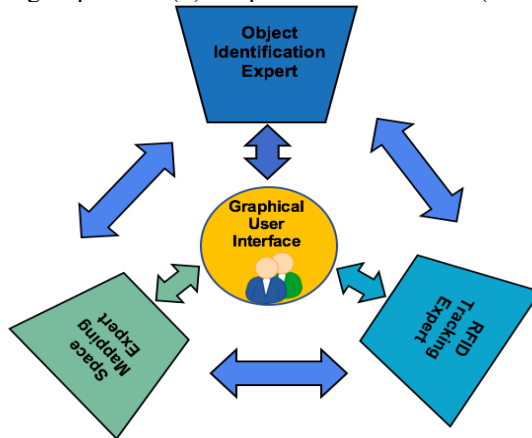 Object
Identification
Expert
Graphical
User
Interface
Space
Mapping
Expert
RFID
Tracking
Expert